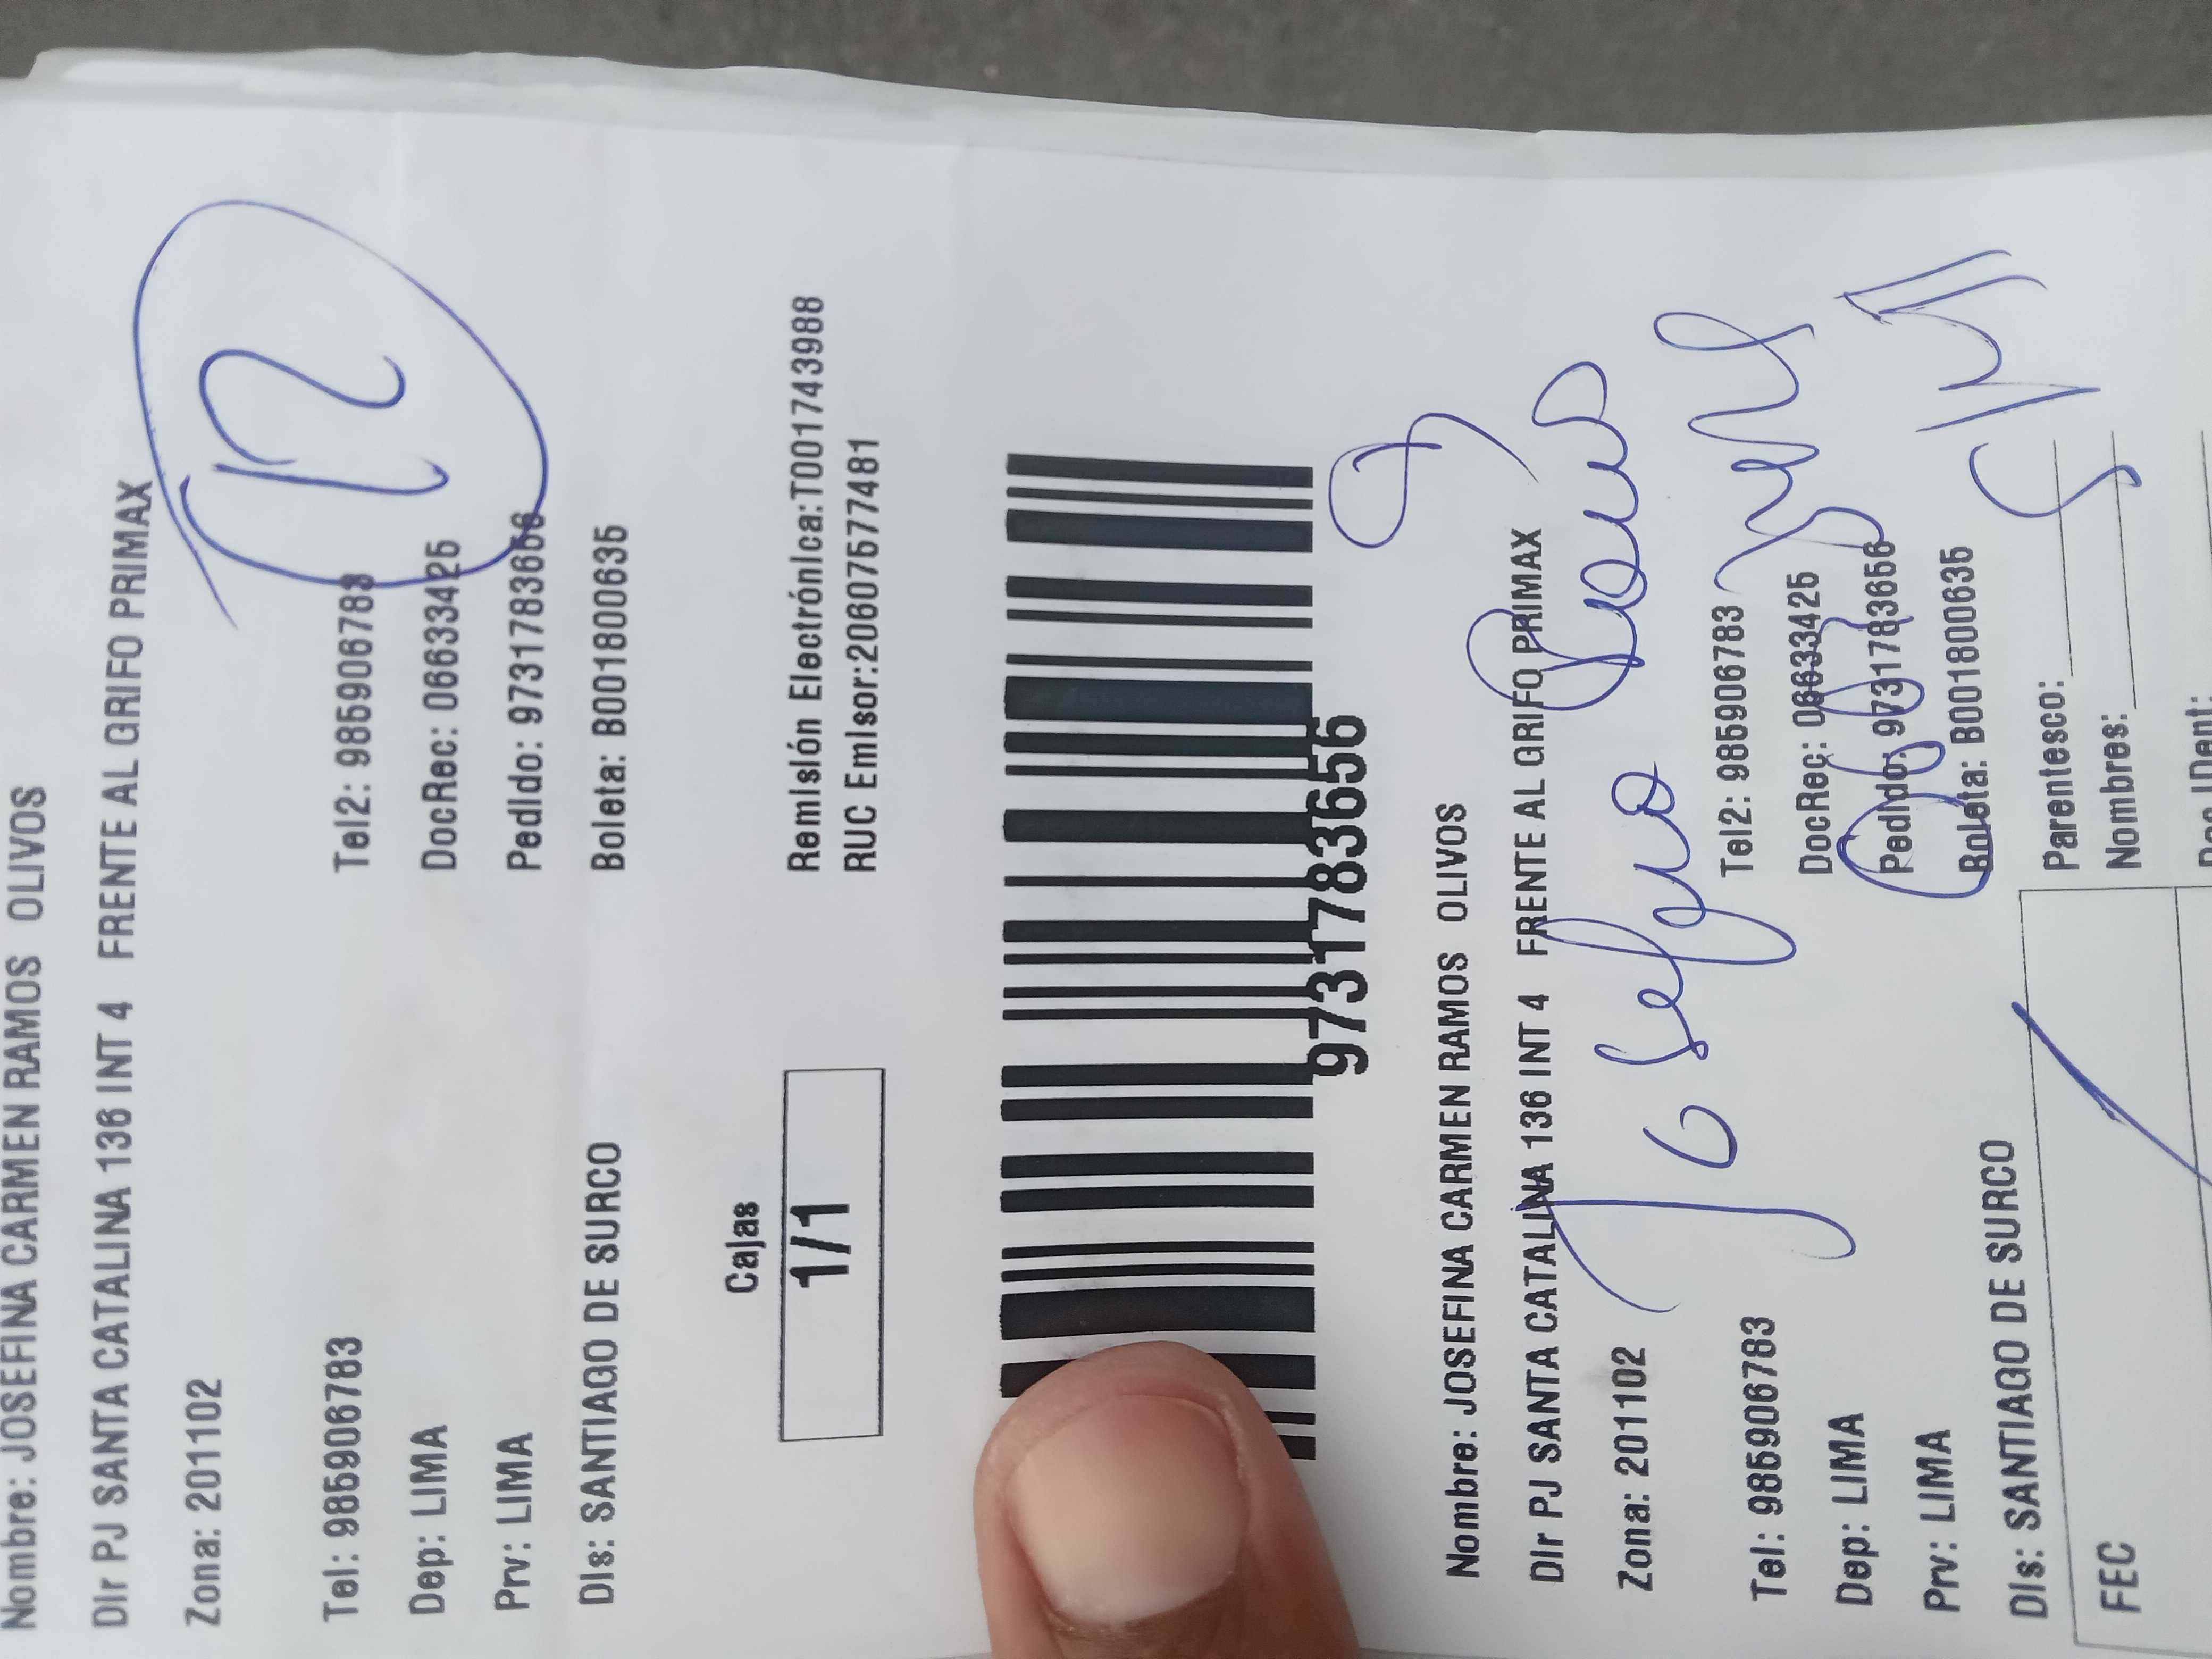 Nombre: JOSEFINA CARMEN RAMOS OLIVOS
Dir PJ SANTA CATALINA 136 INT 4 FRENTE AL GRIFO PRIMAX
21
Zona: 201102
Tel: 985906783 Tel2: 985906783
Dep: LIMA DocRec: 06633425
Prv: LIMA Pedido: 97317836656
Dis: SANTIAGO DE SURCO Boleta: B001800635
Cajas
1/1
Remisión Electrónica:T001743988
RUC Emisor:20607577481
97317836656
Nombre: JOSEFINA CARMEN RAMOS OLIVOS
Dir PJ SANTA CATALINA 136 INT 4 FRENTE AL GRIFO PRIMAX
Zona: 201102
Tel: 985906783 Tel2: 985906783
Dep: LIMA DocRec: 06633425
Prv: LIMA Pedido: 97317836656
Dis: SANTIAGO DE SURCO Boleta: B001800635
Parentesco:
Nombres:
FEC